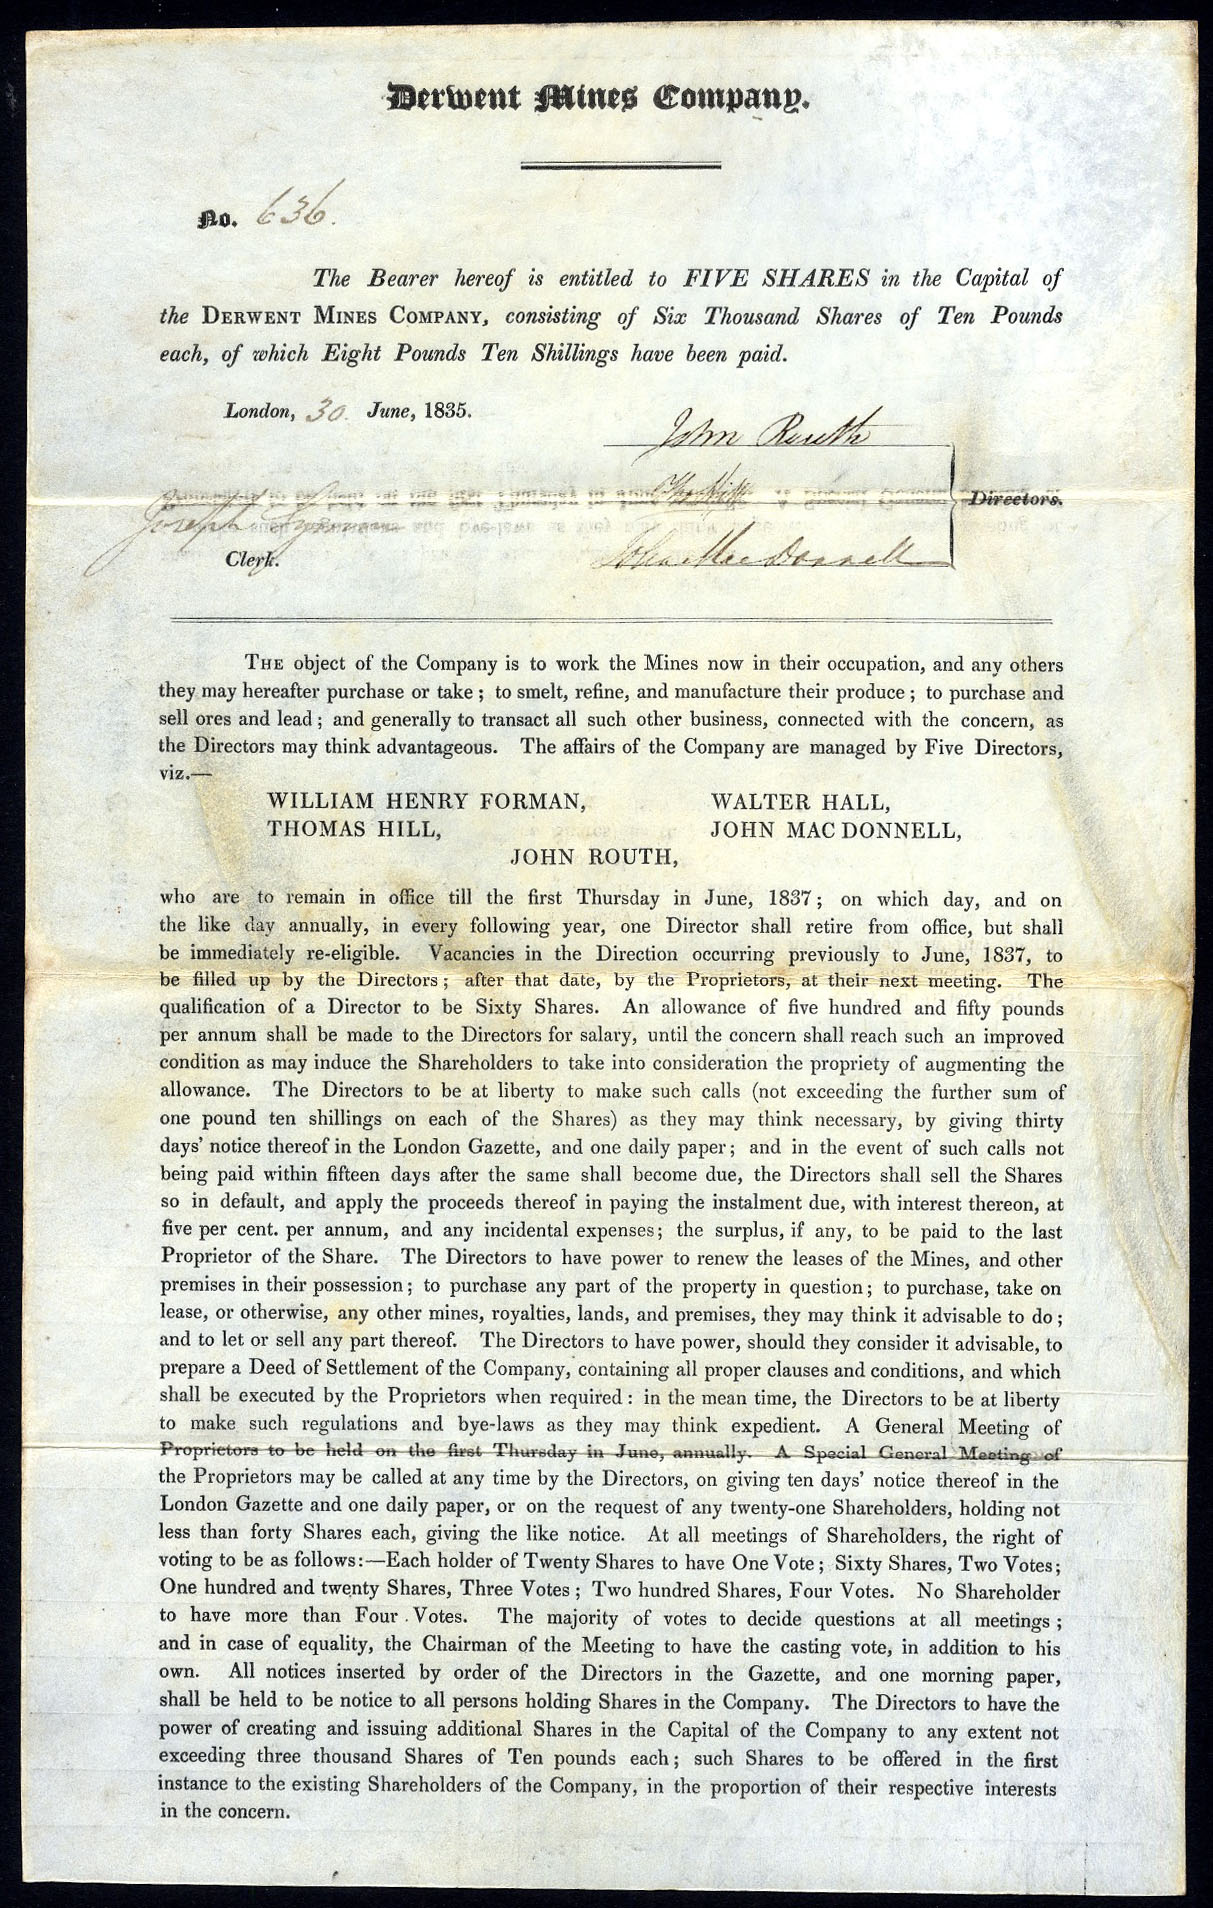 Derwent Mines Company.
No. 636.
The Bearer hereof is entitled to FIVE SHARES in the Capital of
the DERWENT MINES COMPANY, consisting of Six Thousand Shares of Ten Pounds
each, of which Eight Pounds Ten Shillings have been paid.
London, 30 June, 1835.
John Routh
Tho Hill
Directors.
Joseph
John Mac Donnell
Clerk.
THE object of the Company is to work the Mines now in their occupation, and any others
they may hereafter purchase or take; to smelt, refine, and manufacture their produce; to purchase and
sell ores and lead; and generally to transact all such other business, connected with the concern, as
the Directors may think advantageous. The affairs of the Company are managed by Five Directors,
viz.—
WILLIAM HENRY FORMAN, WALTER HALL,
THOMAS HILL, JOHN MAC DONNELL,
JOHN ROUTH,
who are to remain in office till the first Thursday in June, 1837; on which day, and on
the like day annually, in every following year, one Director shall retire from office, but shall
be immediately re-eligible. Vacancies in the Direction occurring previously to June, 1837, to
be filled up by the Directors; after that date, by the Proprietors, at their next meeting. The
qualification of a Director to be Sixty Shares. An allowance of five hundred and fifty pounds
per annum shall be made to the Directors for salary, until the concern shall reach such an improved
condition as may induce the Shareholders to take into consideration the propriety of augmenting the
allowance. The Directors to be at liberty to make such calls (not exceeding the further sum of
one pound ten shillings on each of the Shares) as they may think necessary, by giving thirty
days' notice thereof in the London Gazette, and one daily paper; and in the event of such calls not
being paid within fifteen days after the same shall become due, the Directors shall sell the Shares
so in default, and apply the proceeds thereof in paying the instalment due, with interest thereon, at
five per cent. per annum, and any incidental expenses; the surplus, if any, to be paid to the last
Proprietor of the Share. The Directors to have power to renew the leases of the Mines, and other
premises in their possession; to purchase any part of the property in question; to purchase, take on
lease, or otherwise, any other mines, royalties, lands, and premises, they may think it advisable to do;
and to let or sell any part thereof. The Directors to have power, should they consider it advisable, to
prepare a Deed of Settlement of the Company, containing all proper clauses and conditions, and which
shall be executed by the Proprietors when required: in the mean time, the Directors to be at liberty
to make such regulations and bye-laws as they may think expedient. A General Meeting of
Proprietors to be held on the first Thursday in June, annually. A Special General Meeting of
the Proprietors may be called at any time by the Directors, on giving ten days' notice thereof in the
London Gazette and one daily paper, or on the request of any twenty-one Shareholders, holding not
less than forty Shares each, giving the like notice. At all meetings of Shareholders, the right of
voting to be as follows:—Each holder of Twenty Shares to have One Vote; Sixty Shares, Two Votes;
One hundred and twenty Shares, Three Votes; Two hundred Shares, Four Votes. No Shareholder
to have more than Four Votes. The majority of votes to decide questions at all meetings;
and in case of equality, the Chairman of the Meeting to have the casting vote, in addition to his
own. All notices inserted by order of the Directors in the Gazette, and one morning paper,
shall be held to be notice to all persons holding Shares in the Company. The Directors to have the
power of creating and issuing additional Shares in the Capital of the Company to any extent not
exceeding three thousand Shares of Ten pounds each; such Shares to be offered in the first
instance to the existing Shareholders of the Company, in the proportion of their respective interests
in the concern.